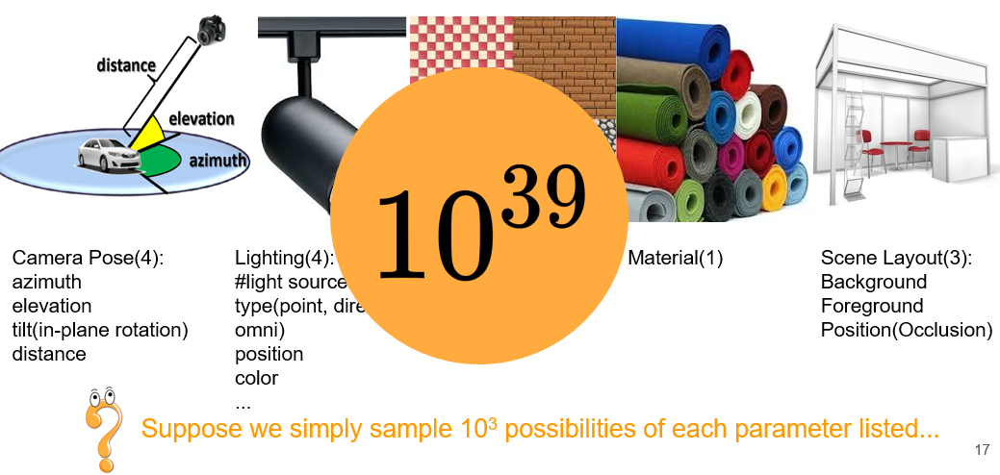 distance
elevation
azimuth
10^39
Camera Pose(4):
azimuth
elevation
tilt(in-plane rotation)
distance
Lighting(4):
#light source
type(point, dire
omni)
position
color
...
Material(1)
Scene Layout(3):
Background
Foreground
Position(Occlusion)
Suppose we simply sample 10³ possibilities of each parameter listed...
17